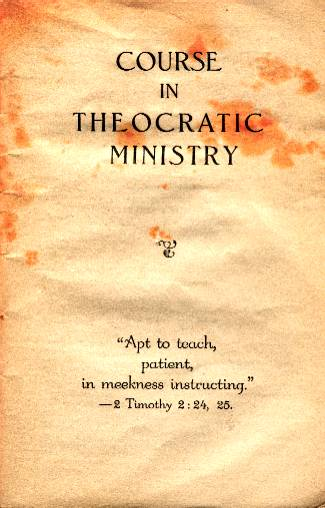 COURSE
IN
THEOCRATIC
MINISTRY
“Apt to teach,
patient,
in meekness instructing.”
—2 Timothy 2:24, 25.